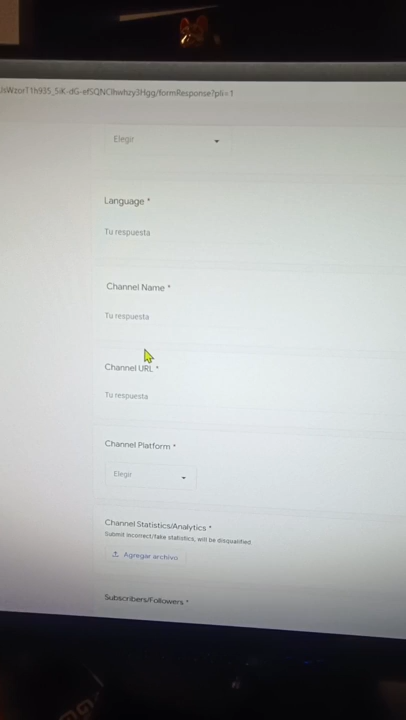 formResponse?pli=1
Elegir
Language *
Tu respuesta
Channel Name *
Tu respuesta
Channel URL *
Tu respuesta
Channel Platform *
Elegir
Channel Statistics/Analytics *
Submit incorrect/fake statistics, will be disqualified
Agregar archivo
Subscribers/Followers *